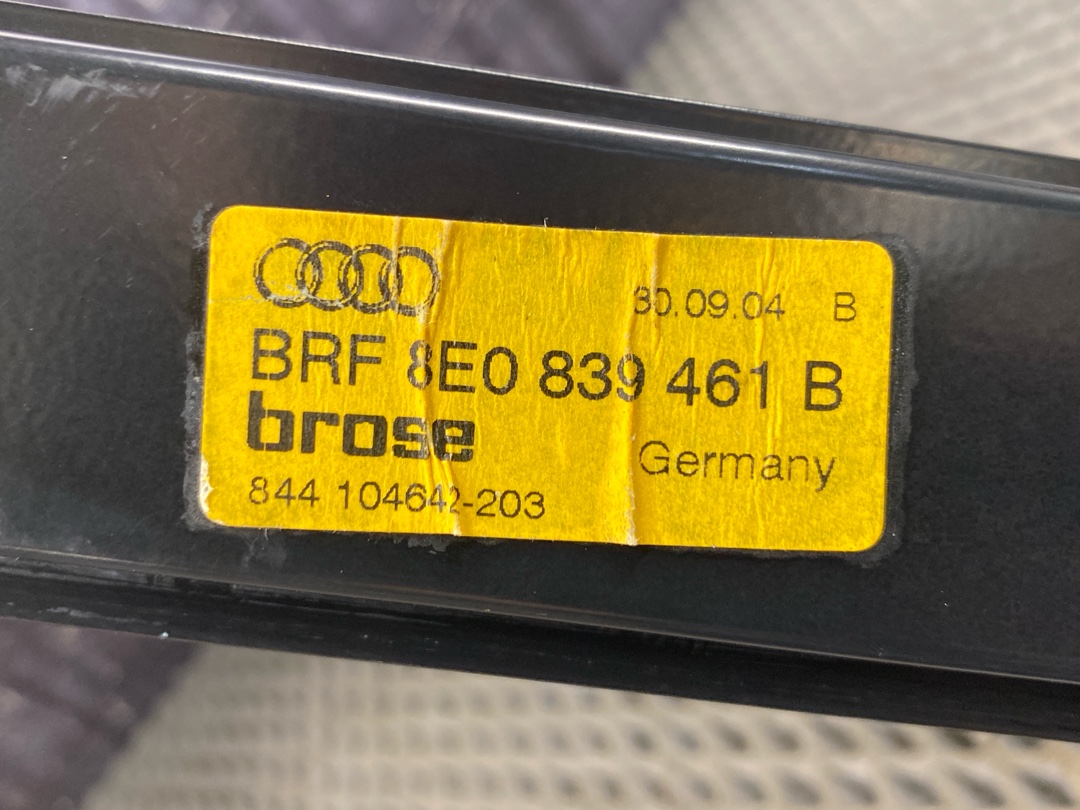 30.09.04 B
BRF 8E0 839 461 B
brose
Germany
844 104642-203